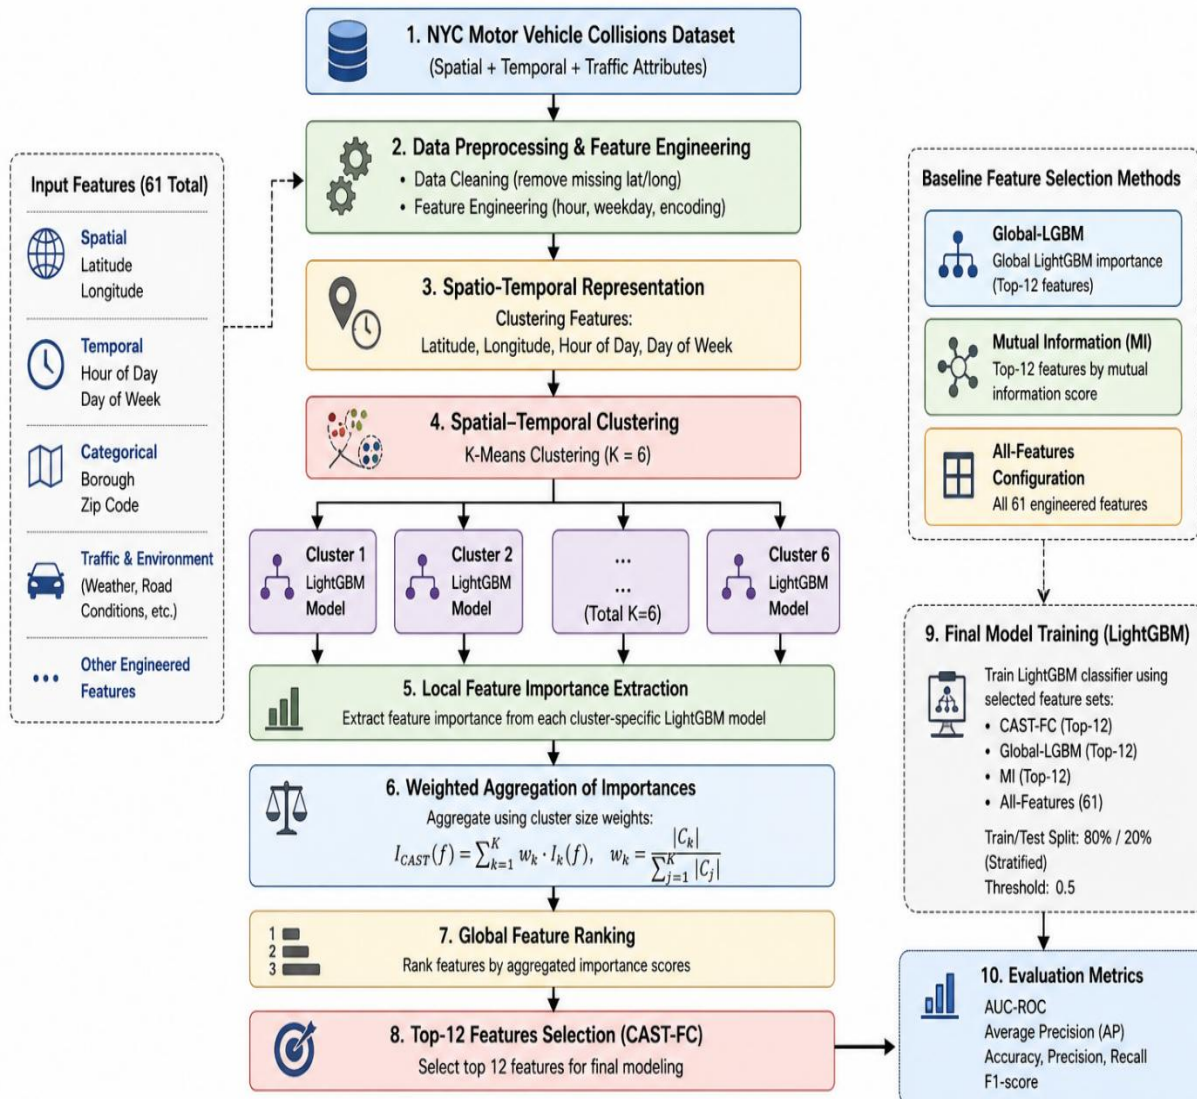 1. NYC Motor Vehicle Collisions Dataset
(Spatial + Temporal + Traffic Attributes)
2. Data Preprocessing & Feature Engineering
• Data Cleaning (remove missing lat/long)
• Feature Engineering (hour, weekday, encoding)
Input Features (61 Total)
Spatial
Latitude
Longitude
Temporal
Hour of Day
Day of Week
Categorical
Borough
Zip Code
Traffic & Environment
(Weather, Road
Conditions, etc.)
Other Engineered
Features
3. Spatio-Temporal Representation
Clustering Features:
Latitude, Longitude, Hour of Day, Day of Week
4. Spatial–Temporal Clustering
K-Means Clustering (K = 6)
Cluster 1
LightGBM
Model
Cluster 2
LightGBM
Model
...
...
(Total K=6)
Cluster 6
LightGBM
Model
5. Local Feature Importance Extraction
Extract feature importance from each cluster-specific LightGBM model
6. Weighted Aggregation of Importances
Aggregate using cluster size weights:
I_{CAST}(f) = ∑_{k=1}^{K} w_k · I_k(f), w_k = |C_k| / ∑_{j=1}^{K} |C_j|
7. Global Feature Ranking
Rank features by aggregated importance scores
1
2
3
8. Top-12 Features Selection (CAST-FC)
Select top 12 features for final modeling
Baseline Feature Selection Methods
Global-LGBM
Global LightGBM importance
(Top-12 features)
Mutual Information (MI)
Top-12 features by mutual
information score
All-Features
Configuration
All 61 engineered features
9. Final Model Training (LightGBM)
Train LightGBM classifier using
selected feature sets:
• CAST-FC (Top-12)
• Global-LGBM (Top-12)
• MI (Top-12)
• All-Features (61)
Train/Test Split: 80% / 20%
(Stratified)
Threshold: 0.5
10. Evaluation Metrics
AUC-ROC
Average Precision (AP)
Accuracy, Precision, Recall
F1-score